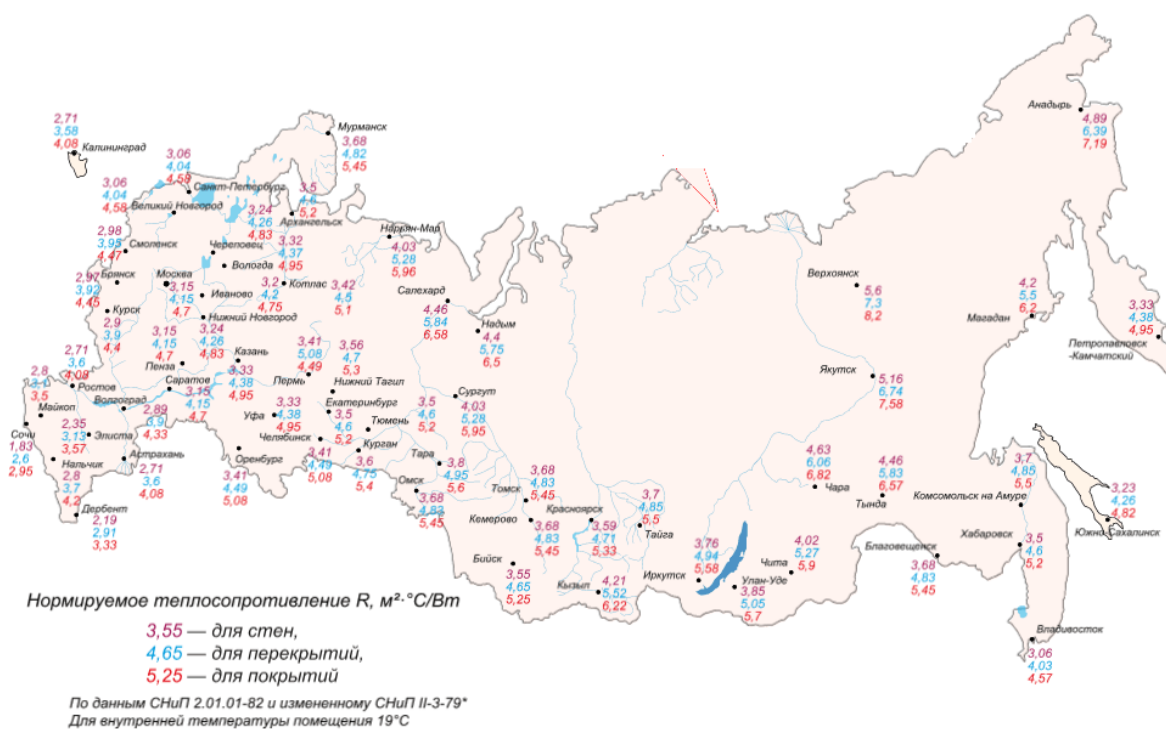 Анадырь
4,89
6,39
7,19
2,71
3,58
4,08
Калининград
Мурманск
3,68
4,82
5,45
3,06
4,04
4,58
Санкт-Петербург
3,06
4,04
4,58
Великий Новгород
3,5
4,6
5,2
Архангельск
3,24
4,26
4,83
2,98
3,95
4,47
Смоленск
Череповец
3,32
4,37
4,95
Вологда
Нарьян-Мар
4,03
5,28
5,96
2,97
3,92
4,45
Брянск
Москва
3,15
4,15
4,7
Иваново
3,2
4,2
4,75
Котлас
3,42
4,5
5,1
Салехард
4,46
5,84
6,58
Верхоянск
5,6
7,3
8,2
4,2
5,5
6,2
Магадан
3,33
4,38
4,95
Петропавловск
-Камчатский
Курск
2,9
3,9
4,4
Нижний Новгород
3,15
4,15
4,7
Пенза
3,24
4,26
4,83
Надым
4,4
5,75
6,5
Казань
3,33
4,38
4,95
3,41
5,08
4,49
Пермь
3,56
4,7
5,3
Нижний Тагил
2,71
3,6
4,08
Ростов
Саратов
3,15
4,15
4,7
Якутск
5,16
6,74
7,58
2,8
3,5
Майкоп
Волгоград
2,89
3,9
4,33
Уфа
3,33
4,38
4,95
Екатеринбург
3,5
4,6
5,2
Тюмень
3,5
4,6
5,2
Сургут
4,03
5,28
5,95
Сочи
1,83
2,6
2,95
2,35
3,13
3,57
Элиста
Челябинск
3,41
4,49
5,08
Курган
3,6
4,75
5,4
Нальчик
2,8
3,7
4,2
Астрахань
2,71
3,6
4,08
Оренбург
3,41
4,49
5,08
Тара
3,8
4,95
5,6
Омск
3,68
4,83
5,45
3,68
4,83
5,45
Томск
4,63
6,06
6,82
Чара
4,46
5,83
6,57
Тында
3,7
4,85
5,5
Комсомольск на Амуре
3,23
4,26
4,82
Южно-Сахалинск
Дербент
2,19
2,91
3,33
Кемерово
3,68
4,83
5,45
Красноярск
3,59
4,71
5,33
3,7
4,85
5,5
Тайга
Хабаровск
3,5
4,6
5,2
Благовещенск
3,68
4,83
5,45
Бийск
3,55
4,65
5,25
Кызыл
4,21
5,52
6,22
3,76
4,94
5,58
Иркутск
Улан-Уде
3,85
5,05
5,7
4,02
5,27
5,9
Чита
Владивосток
3,06
4,03
4,57
Нормируемое теплосопротивление R, м²·°С/Вт
3,55 — для стен,
4,65 — для перекрытий,
5,25 — для покрытий
По данным СНиП 2.01.01-82 и измененному СНиП II-3-79*
Для внутренней температуры помещения 19°С